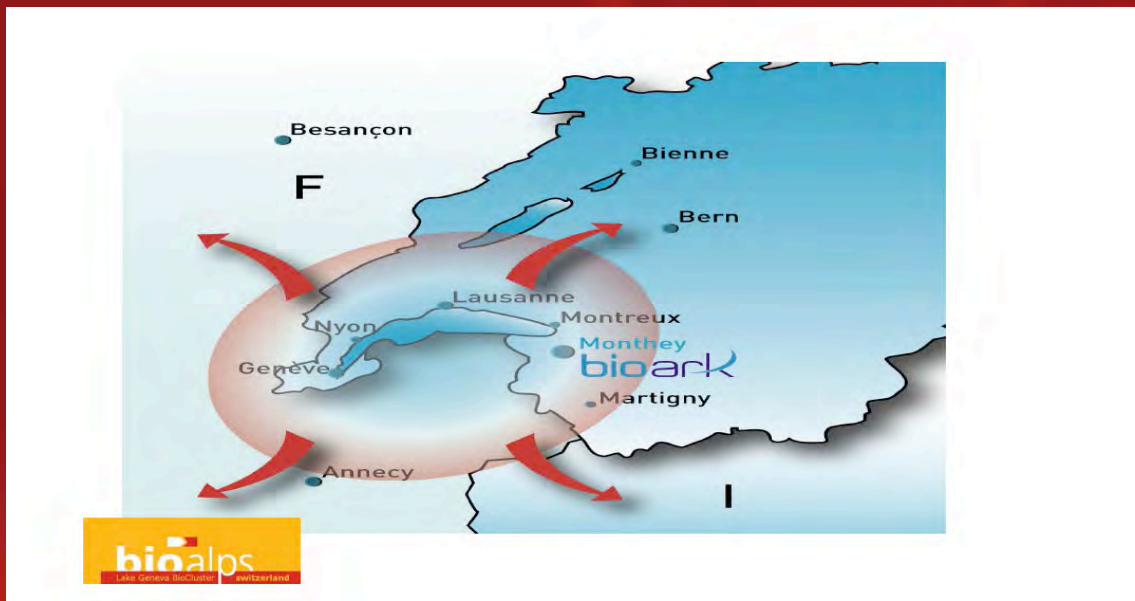 Besançon
F
Bienne
Bern
Lausanne
Nyon
Montreux
Monthey
bioark
Genève
Martigny
Annecy
I
bioalps
Lake Geneva BioCluster switzerland